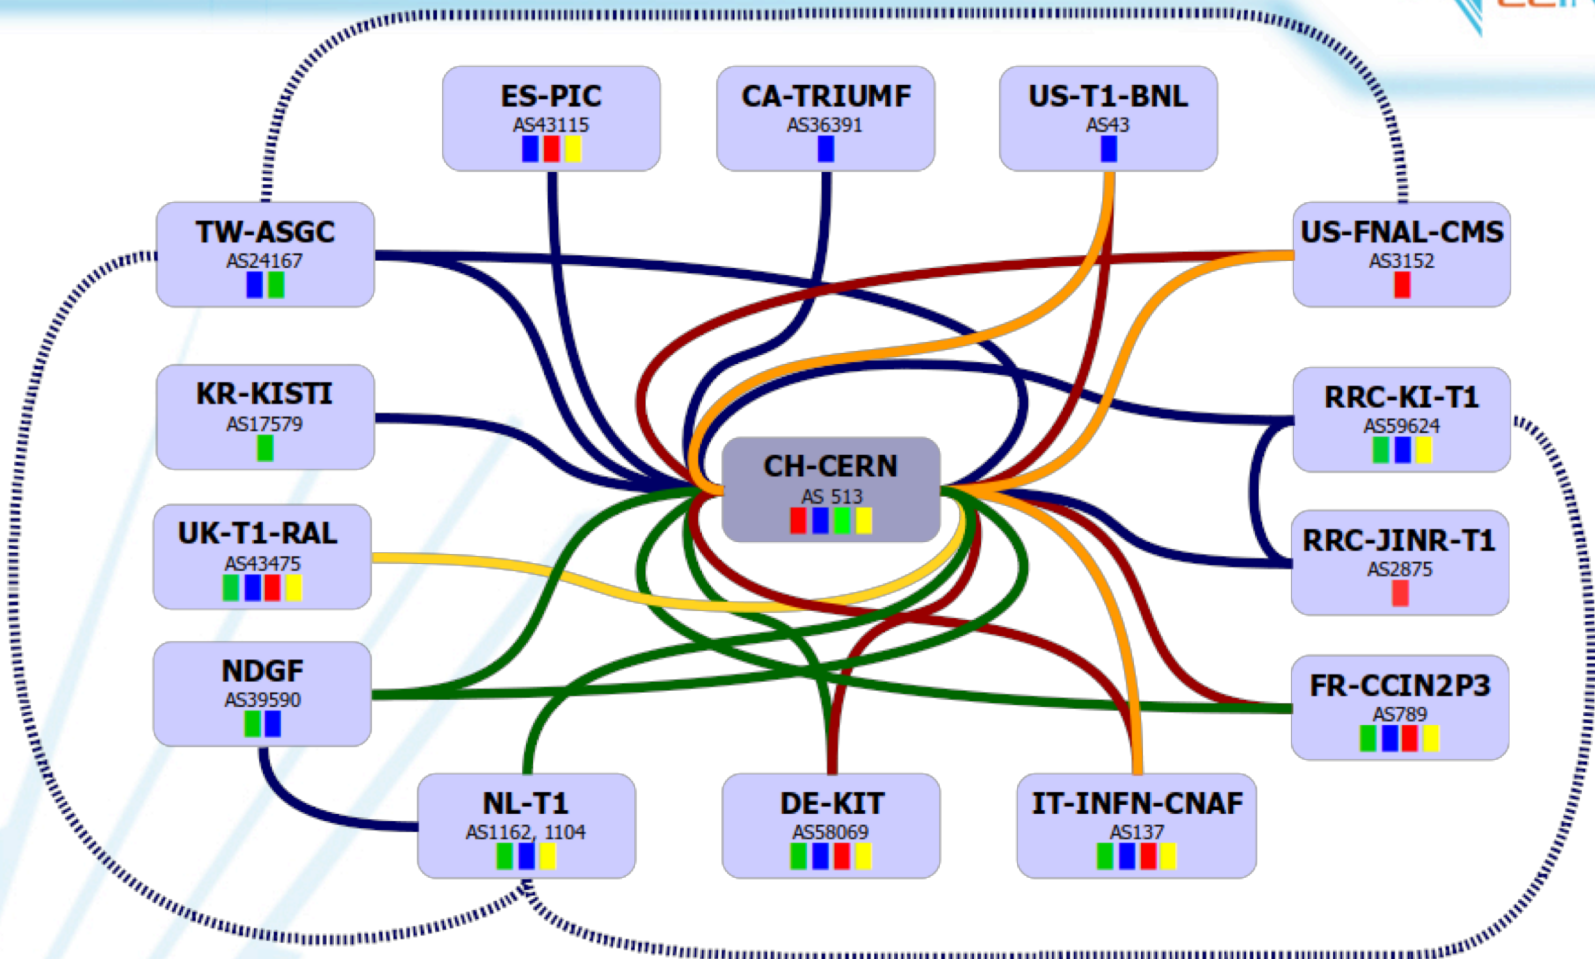 ES-PIC
AS43115
CA-TRIUMF
AS36391
US-T1-BNL
AS43
TW-ASGC
AS24167
US-FNAL-CMS
AS3152
KR-KISTI
AS17579
RRC-KI-T1
AS59624
CH-CERN
AS 513
UK-T1-RAL
AS43475
RRC-JINR-T1
AS2875
NDGF
AS39590
FR-CCIN2P3
AS789
NL-T1
AS1162, 1104
DE-KIT
AS58069
IT-INFN-CNAF
AS137